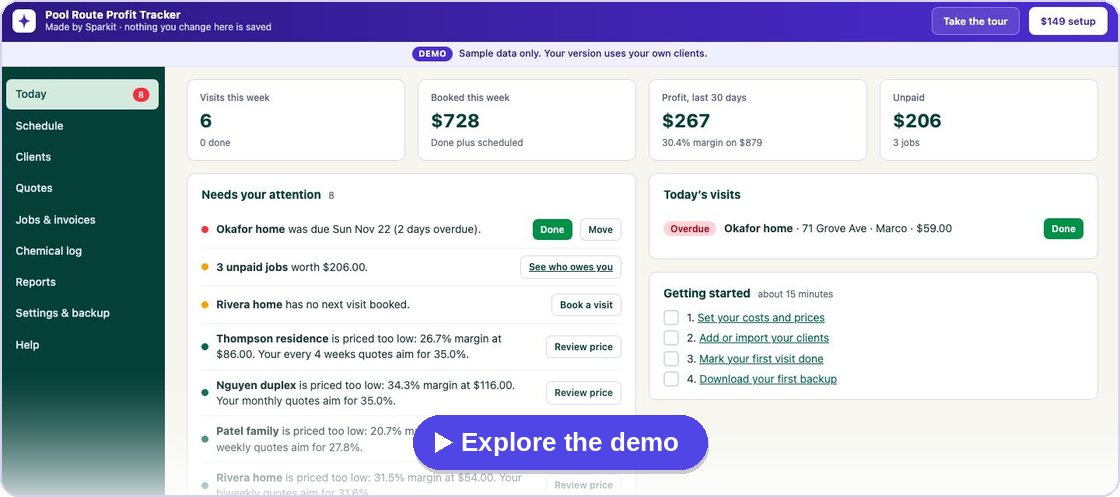 Pool Route Profit Tracker
Made by Sparkit · nothing you change here is saved
Take the tour
$149 setup
DEMO Sample data only. Your version uses your own clients.
Today 8
Schedule
Clients
Quotes
Jobs & invoices
Chemical log
Reports
Settings & backup
Help
Visits this week
6
0 done
Booked this week
$728
Done plus scheduled
Profit, last 30 days
$267
30.4% margin on $879
Unpaid
$206
3 jobs
Needs your attention 8
Okafor home was due Sun Nov 22 (2 days overdue).
Done
Move
3 unpaid jobs worth $206.00.
See who owes you
Rivera home has no next visit booked.
Book a visit
Thompson residence is priced too low: 26.7% margin at
$86.00. Your every 4 weeks quotes aim for 35.0%.
Review price
Nguyen duplex is priced too low: 34.3% margin at $116.00.
Your monthly quotes aim for 35.0%.
Review price
Patel family is priced too low: 20.7%
weekly quotes aim for 27.8%.
Rivera home is priced too low: 31.5% margin at $54.00. Your
biweekly quotes aim for 31.6%.
Review price
Today's visits
Overdue Okafor home · 71 Grove Ave · Marco · $59.00
Done
Getting started about 15 minutes
1. Set your costs and prices
2. Add or import your clients
3. Mark your first visit done
4. Download your first backup
Explore the demo